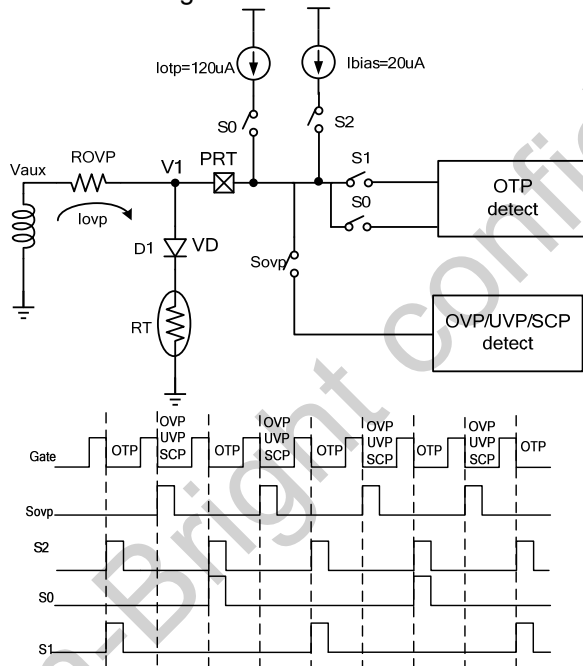 Iotp=120uA
Ibias=20uA
S0
S2
Vaux
ROVP
V1
PRT
S1
S0
OTP
detect
Iovp
D1
VD
Sovp
RT
OVP/UVP/SCP
detect
Gate
OTP
OVP
UVP
SCP
OTP
OVP
UVP
SCP
OTP
OVP
UVP
SCP
OTP
OVP
UVP
SCP
OTP
Sovp
S2
S0
S1
-Bright confi